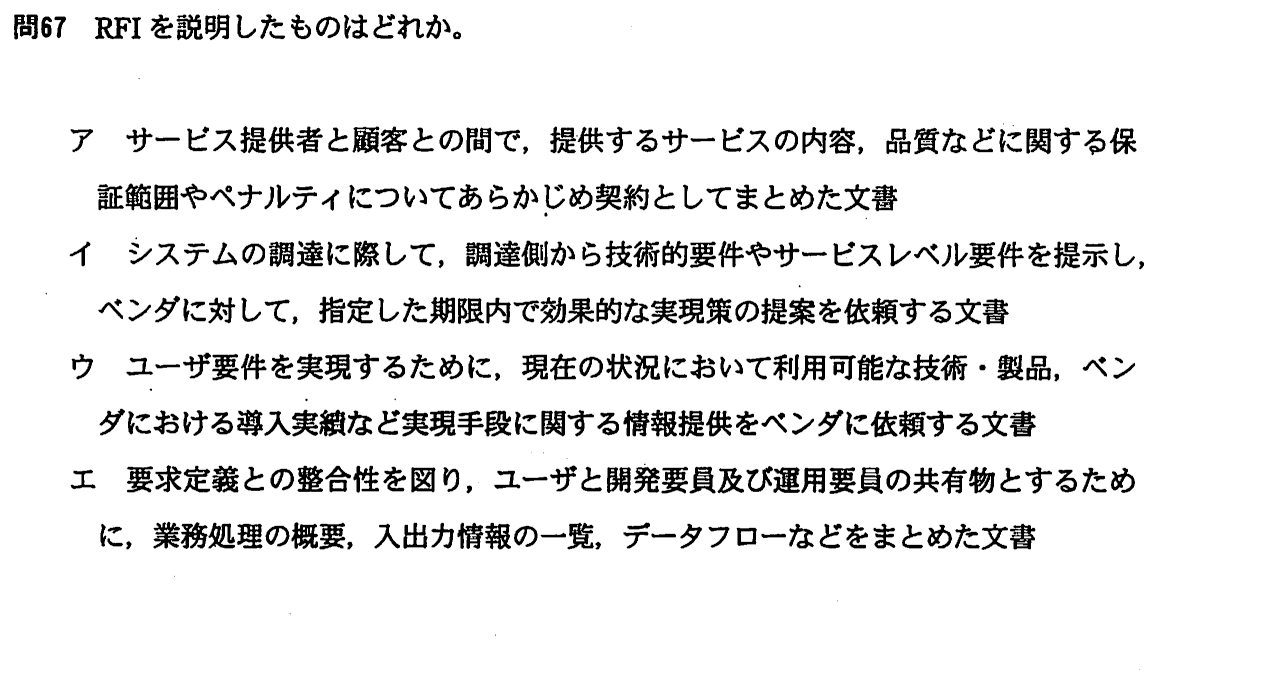 問67 RFI を説明したものはどれか。
ア サービス提供者と顧客との間で，提供するサービスの内容，品質などに関する保
証範囲やペナルティについてあらかじめ契約としてまとめた文書
イ システムの調達に際して，調達側から技術的要件やサービスレベル要件を提示し，
ベンダに対して，指定した期限内で効果的な実現策の提案を依頼する文書
ウ ユーザ要件を実現するために，現在の状況において利用可能な技術・製品，ベン
ダにおける導入実績など実現手段に関する情報提供をベンダに依頼する文書
エ 要求定義との整合性を図り，ユーザと開発要員及び運用要員の共有物とするため
に，業務処理の概要，入出力情報の一覧，データフローなどをまとめた文書